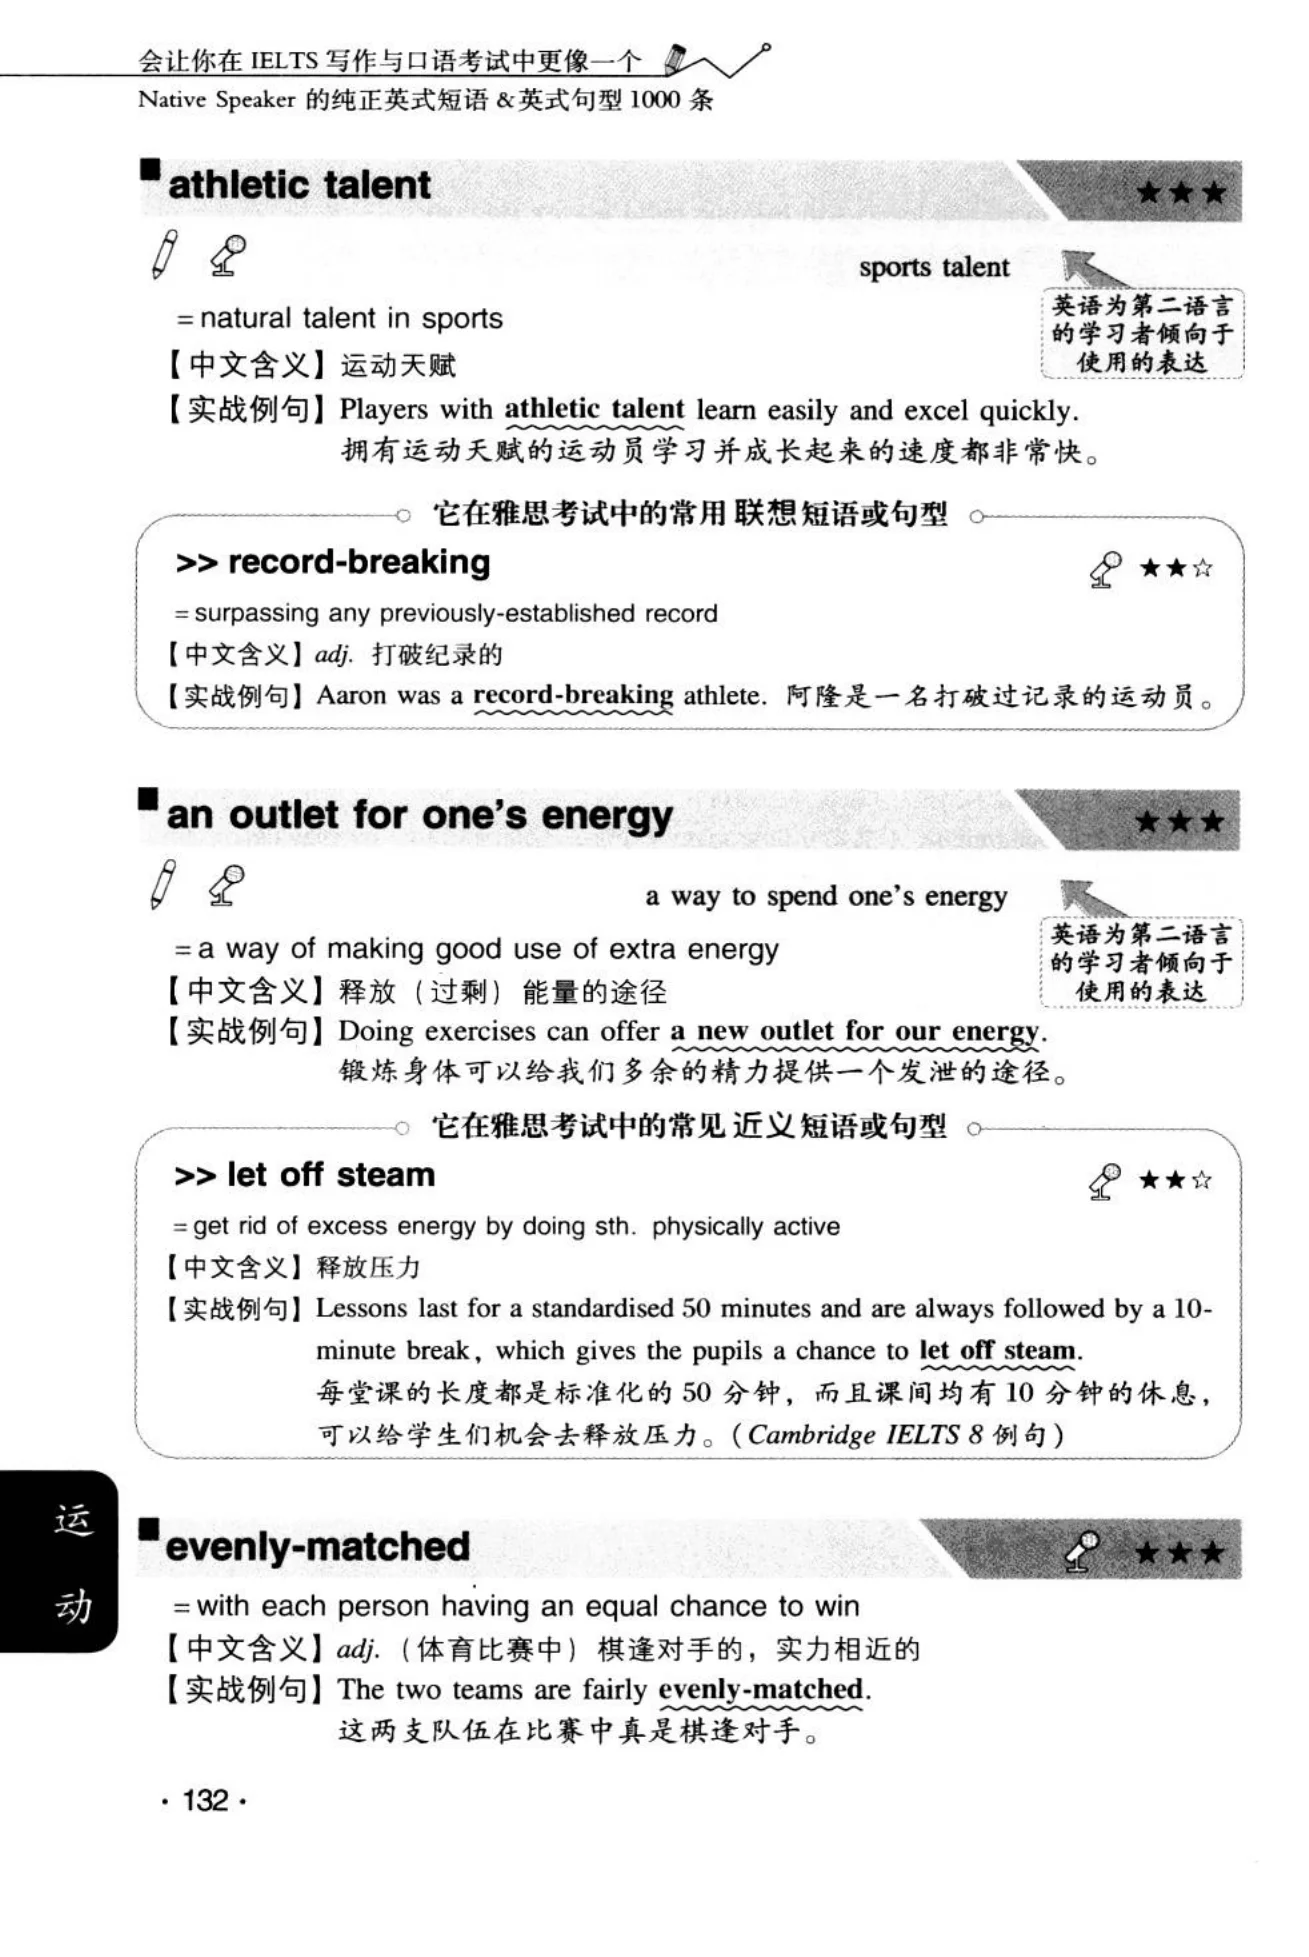 会让你在 IELTS 写作与口语考试中更像一个
Native Speaker 的纯正英式短语 & 英式句型 1000 条
athletic talent ★★★
sports talent
英语为第二语言
的学习者倾向于
使用的表达
= natural talent in sports
【中文含义】运动天赋
【实战例句】Players with athletic talent learn easily and excel quickly.
拥有运动天赋的运动员学习并成长起来的速度都非常快。
它在雅思考试中的常用 联想 短语或句型
>> record-breaking ★★☆
= surpassing any previously-established record
【中文含义】adj. 打破纪录的
【实战例句】Aaron was a record-breaking athlete. 阿隆是一名打破过记录的运动员。
an outlet for one's energy ★★★
a way to spend one's energy
英语为第二语言
的学习者倾向于
使用的表达
= a way of making good use of extra energy
【中文含义】释放（过剩）能量的途径
【实战例句】Doing exercises can offer a new outlet for our energy.
锻炼身体可以给我们多余的精力提供一个发泄的途径。
它在雅思考试中的常见 近义 短语或句型
>> let off steam ★★☆
= get rid of excess energy by doing sth. physically active
【中文含义】释放压力
【实战例句】Lessons last for a standardised 50 minutes and are always followed by a 10-
minute break, which gives the pupils a chance to let off steam.
每堂课的长度都是标准化的 50 分钟，而且课间均有 10 分钟的休息，
可以给学生们机会去释放压力。（Cambridge IELTS 8 例句）
运
动
evenly-matched ★★★
= with each person having an equal chance to win
【中文含义】adj.（体育比赛中）棋逢对手的，实力相近的
【实战例句】The two teams are fairly evenly-matched.
这两支队伍在比赛中真是棋逢对手。
· 132 ·